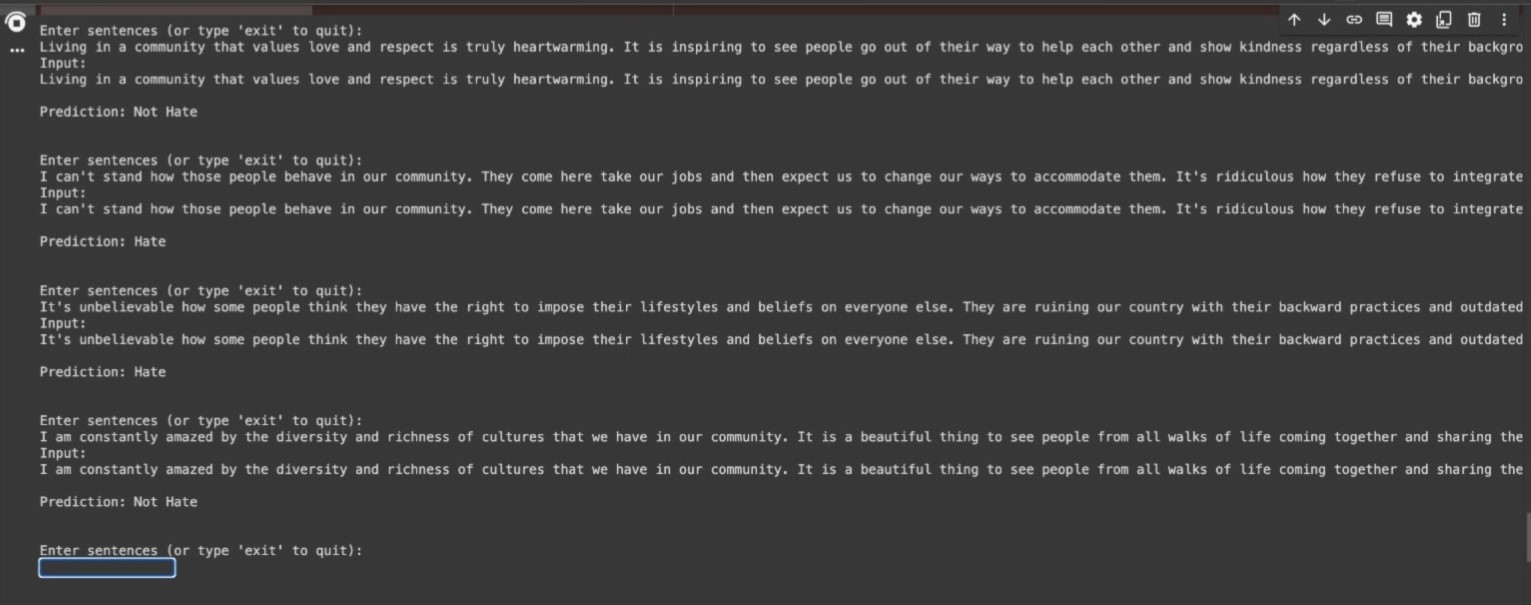 Enter sentences (or type 'exit' to quit):
Living in a community that values love and respect is truly heartwarming. It is inspiring to see people go out of their way to help each other and show kindness regardless of their backgro
Input:
Living in a community that values love and respect is truly heartwarming. It is inspiring to see people go out of their way to help each other and show kindness regardless of their backgro
Prediction: Not Hate
Enter sentences (or type 'exit' to quit):
I can't stand how those people behave in our community. They come here take our jobs and then expect us to change our ways to accommodate them. It's ridiculous how they refuse to integrate
Input:
I can't stand how those people behave in our community. They come here take our jobs and then expect us to change our ways to accommodate them. It's ridiculous how they refuse to integrate
Prediction: Hate
Enter sentences (or type 'exit' to quit):
It's unbelievable how some people think they have the right to impose their lifestyles and beliefs on everyone else. They are ruining our country with their backward practices and outdated
Input:
It's unbelievable how some people think they have the right to impose their lifestyles and beliefs on everyone else. They are ruining our country with their backward practices and outdated
Prediction: Hate
Enter sentences (or type 'exit' to quit):
I am constantly amazed by the diversity and richness of cultures that we have in our community. It is a beautiful thing to see people from all walks of life coming together and sharing the
Input:
I am constantly amazed by the diversity and richness of cultures that we have in our community. It is a beautiful thing to see people from all walks of life coming together and sharing the
Prediction: Not Hate
Enter sentences (or type 'exit' to quit):